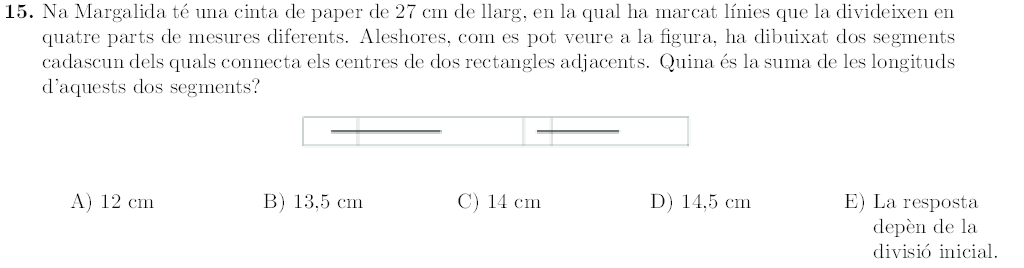 15. Na Margalida té una cinta de paper de 27 cm de llarg, en la qual ha marcat línies que la divideixen en
quatre parts de mesures diferents. Aleshores, com es pot veure a la figura, ha dibuixat dos segments
cadascun dels quals connecta els centres de dos rectangles adjacents. Quina és la suma de les longituds
d'aquests dos segments?
A) 12 cm B) 13,5 cm C) 14 cm D) 14,5 cm E) La resposta
depèn de la
divisió inicial.